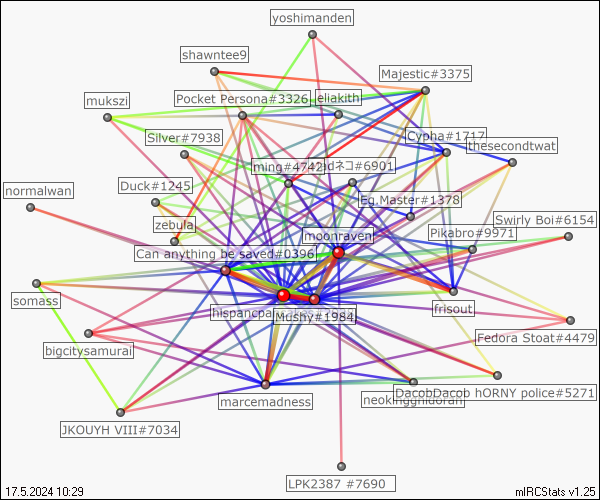 yoshimanden
shawntee9
Majestic#3375
Pocket Persona#3326
eliakith
mukszi
Cypha#1717
Silver#7938
thesecondtwat
ming#4742
ネコ#6901
Duck#1245
normalwan
Eg.Master#1378
Swirly Boi#6154
zebula
moonraven
Pikabro#9971
Can anything be saved#0396
somass
frisout
hispancpa
Mushy#1984
Fedora Stoat#4479
bigcitysamurai
DacobDacob hORNY police#5271
marcemadness
JKOUYH VIII#7034
LPK2387 #7690
17.5.2024 10:29
mIRCStats v1.25